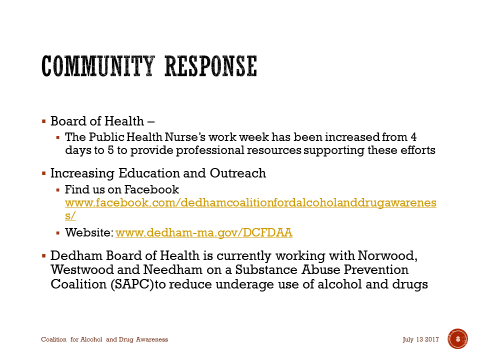 COMMUNITY RESPONSE
Board of Health –
The Public Health Nurse's work week has been increased from 4
days to 5 to provide professional resources supporting these efforts
Increasing Education and Outreach
Find us on Facebook
www.facebook.com/dedhamcoalitionfordalcoholanddrugawarenes
s/
Website: www.dedham-ma.gov/DCFDAA
Dedham Board of Health is currently working with Norwood,
Westwood and Needham on a Substance Abuse Prevention
Coalition (SAPC)to reduce underage use of alcohol and drugs
Coalition for Alcohol and Drug Awareness
July 13 2017
8